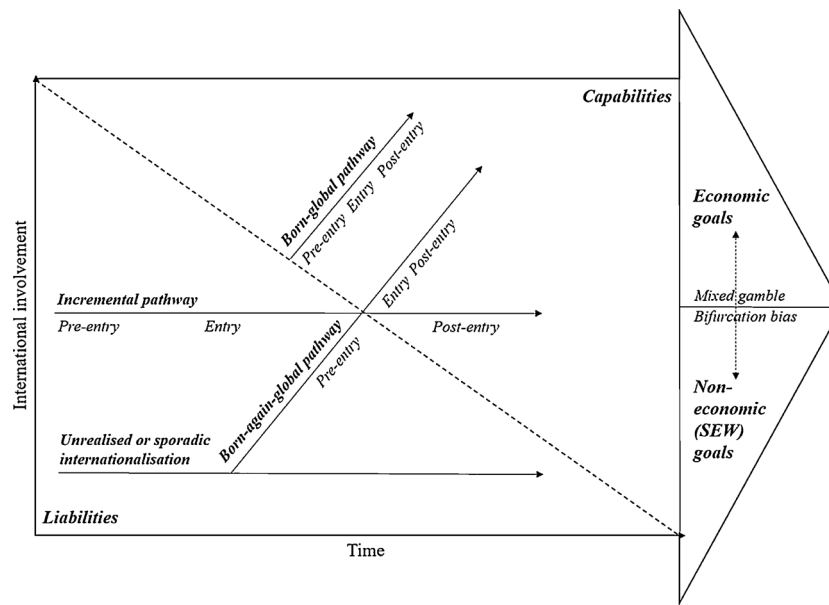 Capabilities
Born-global pathway
Pre-entry Entry Post-entry
Economic
goals
Incremental pathway
Pre-entry Entry Post-entry
Mixed gamble
Bifurcation bias
Born-again-global pathway
Pre-entry Entry Post-entry
Unrealised or sporadic
internationalisation
Non-
economic
(SEW)
goals
Liabilities
International involvement
Time